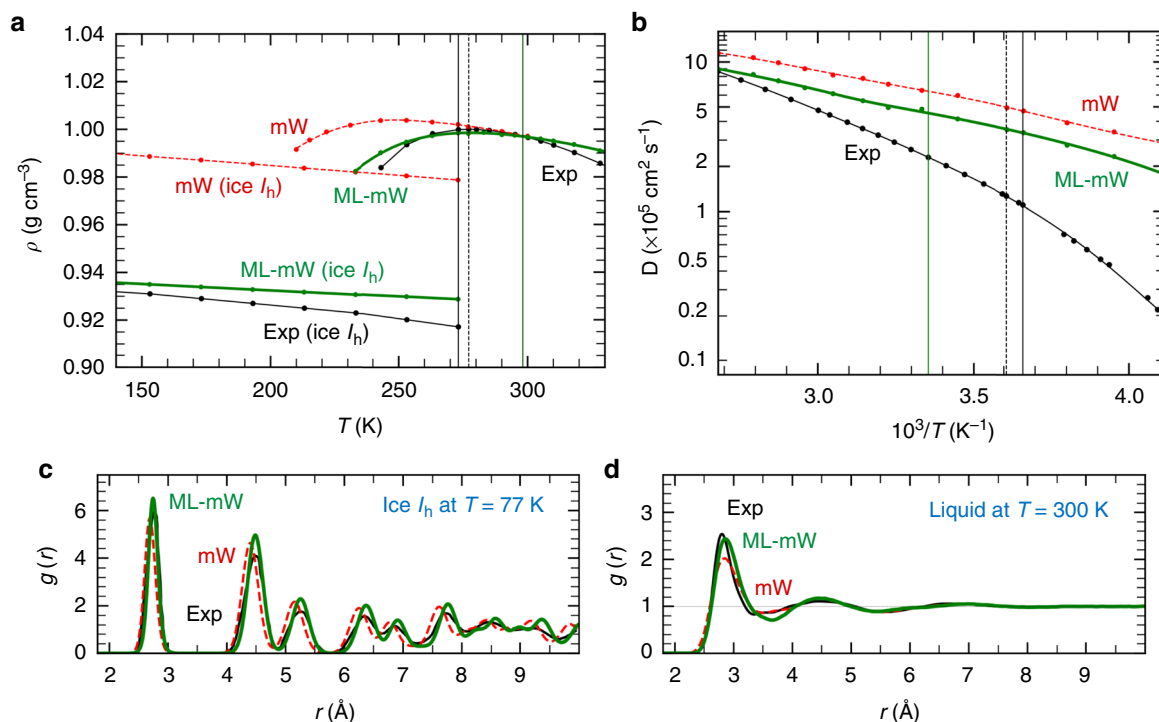 a
1.04
1.02
1.00
0.98
0.96
0.94
0.92
0.90
ρ (g cm⁻³)
mW
Exp
mW (ice Iₕ)
ML-mW
ML-mW (ice Iₕ)
Exp (ice Iₕ)
150 200 250 300
T (K)
b
10
5
2
1
0.5
0.2
0.1
D (×10⁵ cm² s⁻¹)
mW
Exp
ML-mW
3.0 3.5 4.0
10³/T (K⁻¹)
c
6
4
2
0
g (r)
ML-mW
Ice Iₕ at T = 77 K
mW
Exp
2 3 4 5 6 7 8 9
r (Å)
d
3
2
1
0
g (r)
Exp
Liquid at T = 300 K
ML-mW
mW
2 3 4 5 6 7 8 9
r (Å)